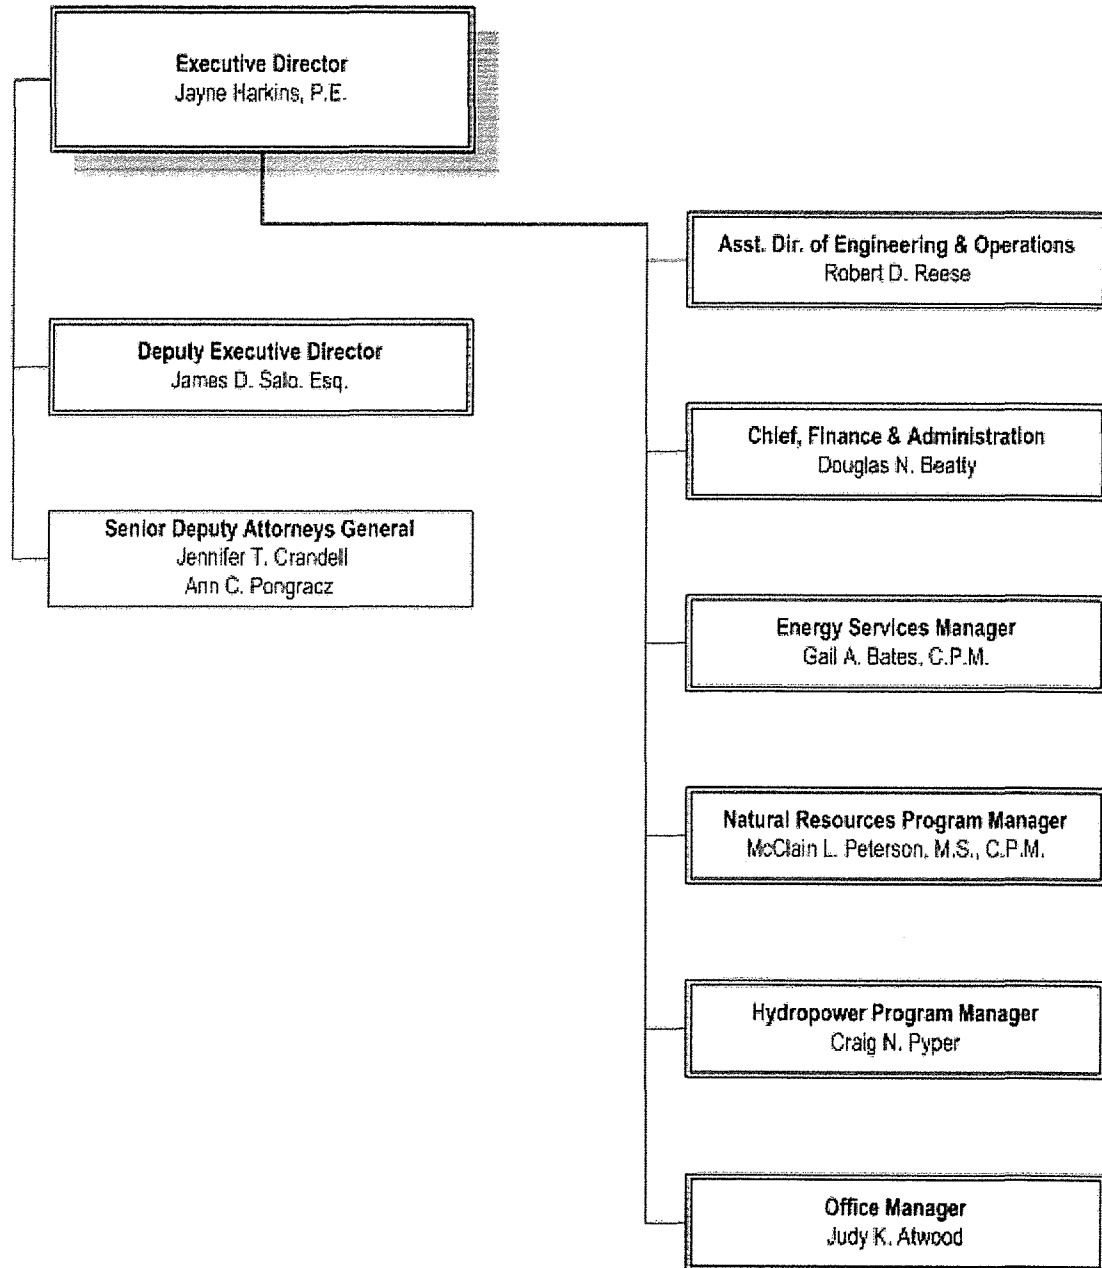 Executive Director
Jayne Harkins, P.E.
Asst. Dir. of Engineering & Operations
Robert D. Reese
Deputy Executive Director
James D. Salo. Esq.
Chief, Finance & Administration
Douglas N. Beatty
Senior Deputy Attorneys General
Jennifer T. Crandell
Ann C. Pongracz
Energy Services Manager
Gail A. Bates, C.P.M.
Natural Resources Program Manager
McClain L. Peterson, M.S., C.P.M.
Hydropower Program Manager
Craig N. Pyper
Office Manager
Judy K. Atwood